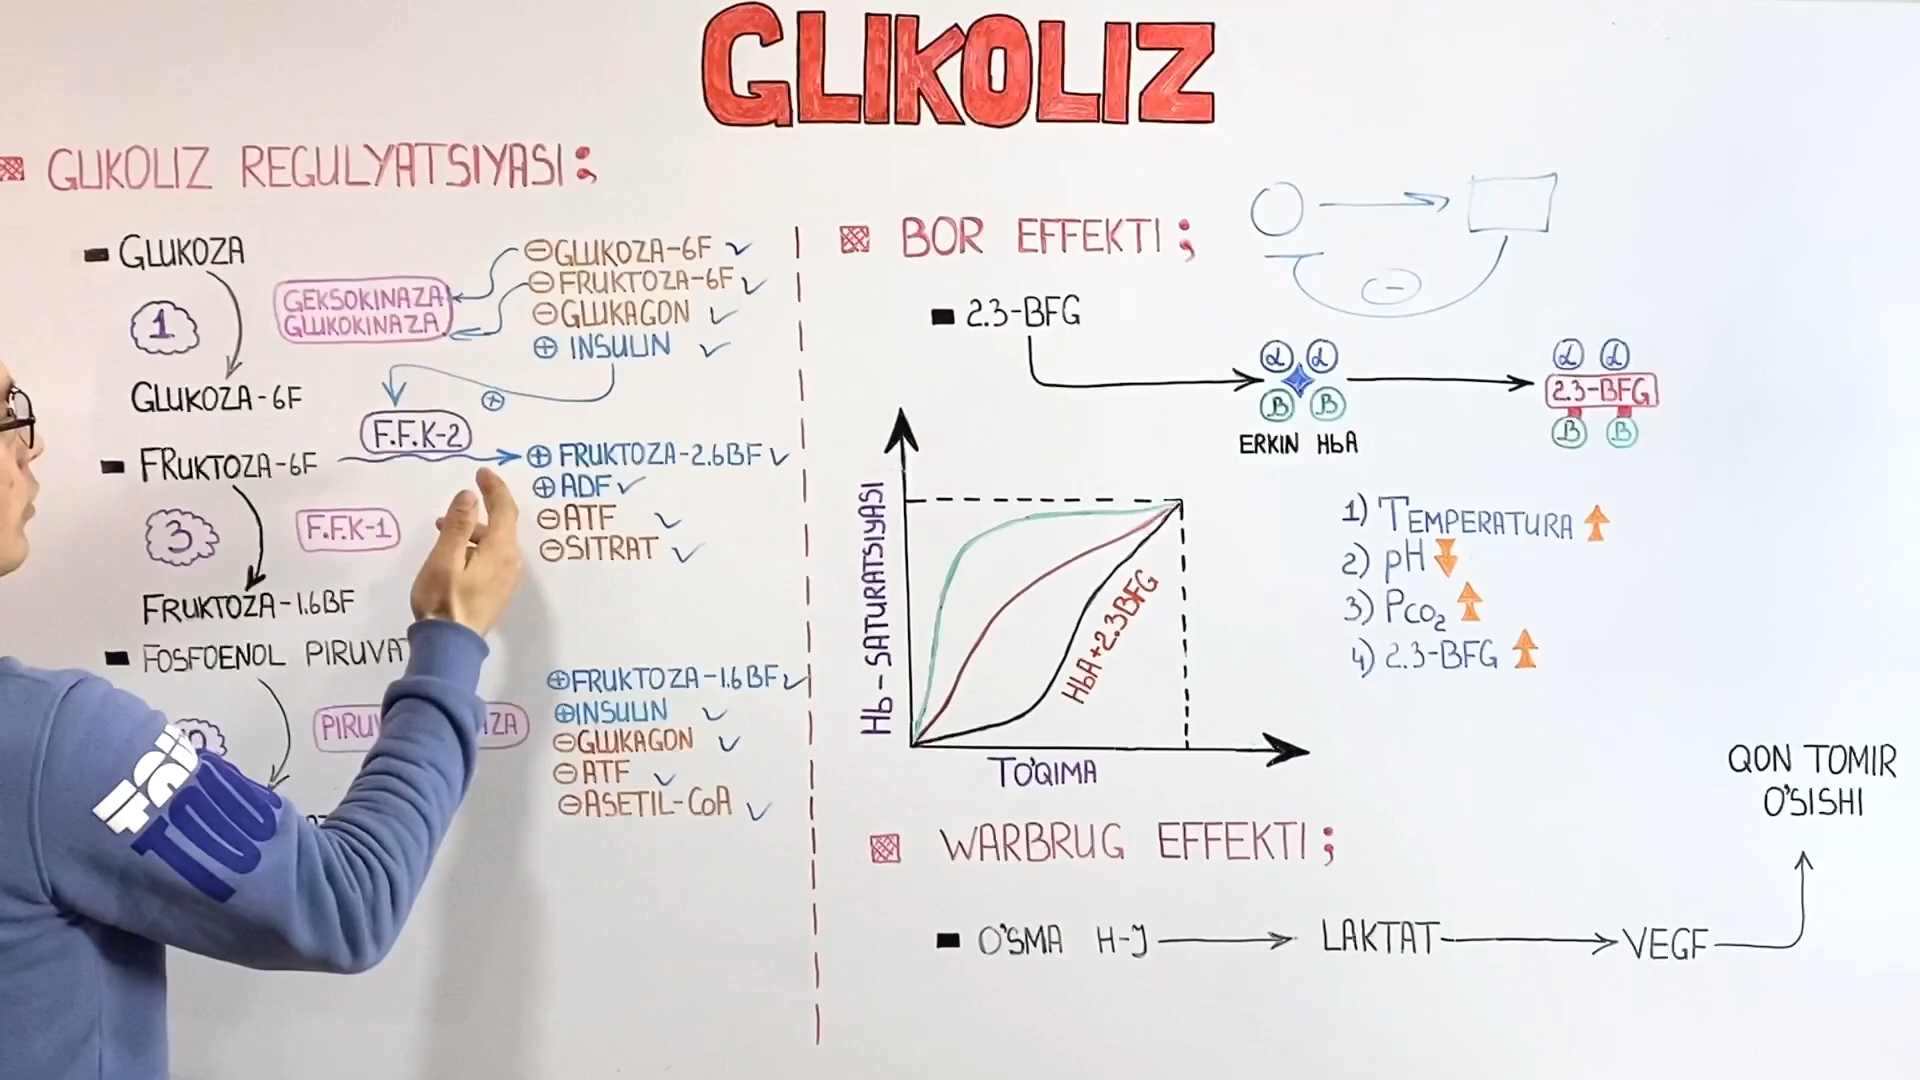 GLIKOLIZ
GLIKOLIZ REGULYATSIYASI:
GLUKOZA
1
GEKSOKINAZA
GLUKOKINAZA
⊖GLUKOZA-6F ✓
⊖FRUKTOZA-6F ✓
⊖GLUKAGON ✓
⊕ INSULIN ✓
GLUKOZA-6F
⊕
F.F.K-2
FRUKTOZA-6F
⊕ FRUKTOZA-2.6BF ✓
⊕ADF ✓
⊖ATF ✓
⊖SITRAT ✓
3
F.F.K-1
FRUKTOZA-1.6BF
FOSFOENOL PIRUVAT
⊕FRUKTOZA-1.6BF ✓
⊕INSULIN ✓
⊖GLUKAGON ✓
⊖ATF ✓
⊖ASETIL-CoA ✓
BOR EFFEKTI;
⊖
2.3-BFG
α α
B B
ERKIN HbA
α α
2.3-BFG
B B
Hb-SATURATSIYASI
HbA+2.3BFG
TO'QIMA
1) TEMPERATURA ↑
2) pH ↓
3) PCO2 ↑
4) 2.3-BFG ↑
WARBRUG EFFEKTI;
O'SMA H-J → LAKTAT → VEGF
QON TOMIR
O'SISHI